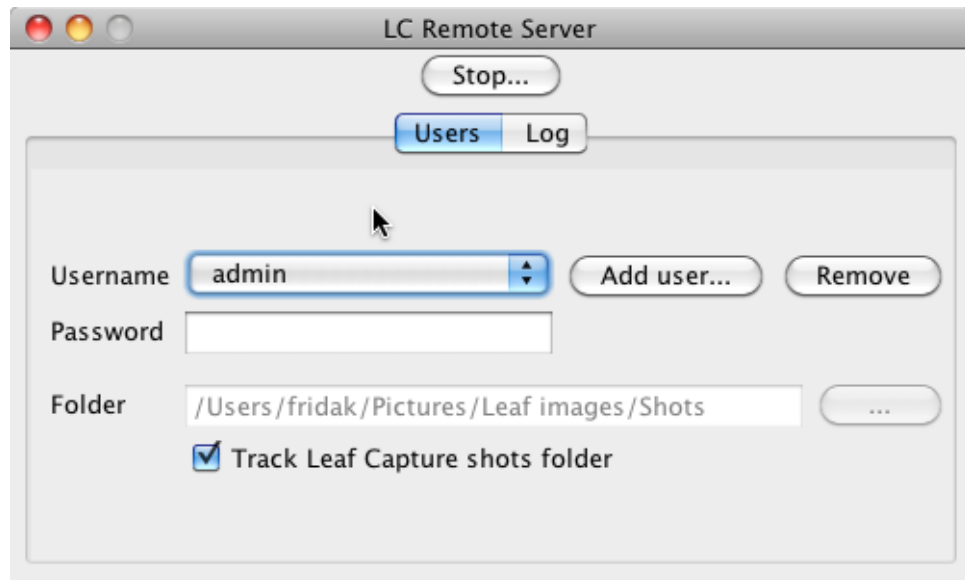 LC Remote Server
Stop...
Users Log
Username admin Add user... Remove
Password
Folder /Users/fridak/Pictures/Leaf images/Shots ...
Track Leaf Capture shots folder